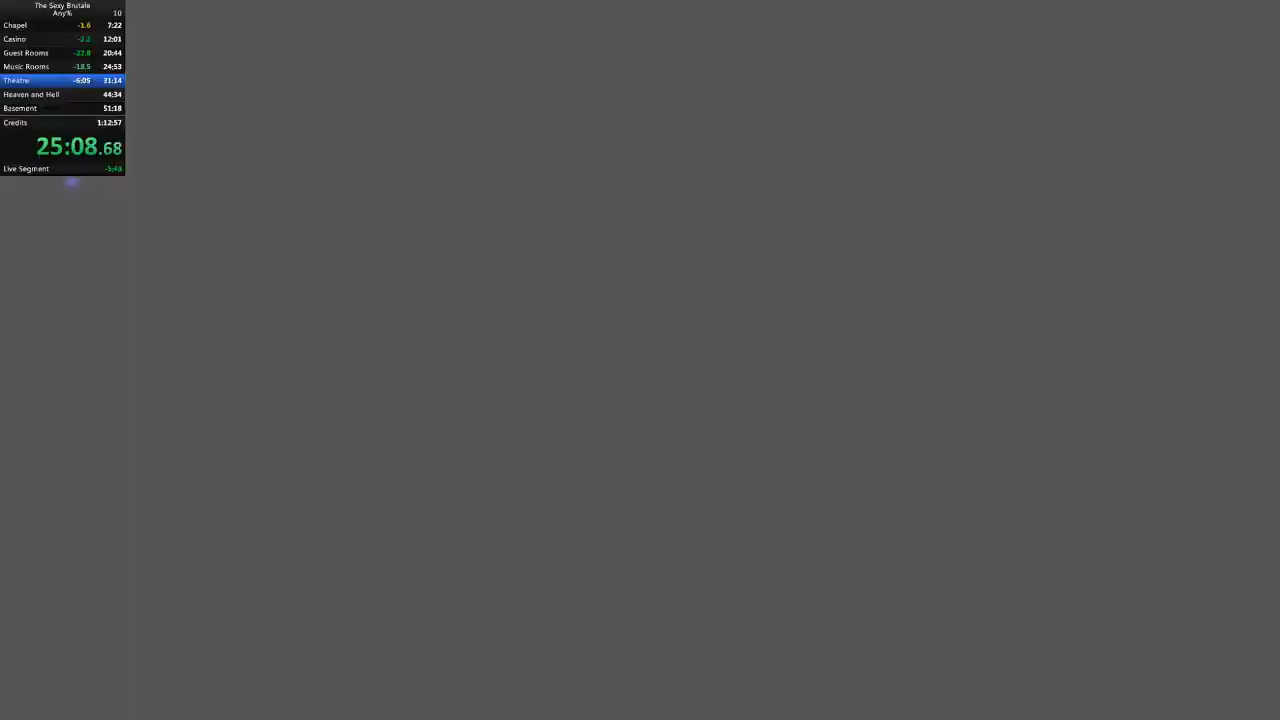 The Sexy Brutale
Any% 10
Chapel -1.6 7:22
Casino -2.2 12:01
Guest Rooms -22.8 20:44
Music Rooms -18.5 24:53
Theatre -6:05 31:14
Heaven and Hell 44:34
Basement 51:18
Credits 1:12:57
25:08.68
Live Segment -5:43